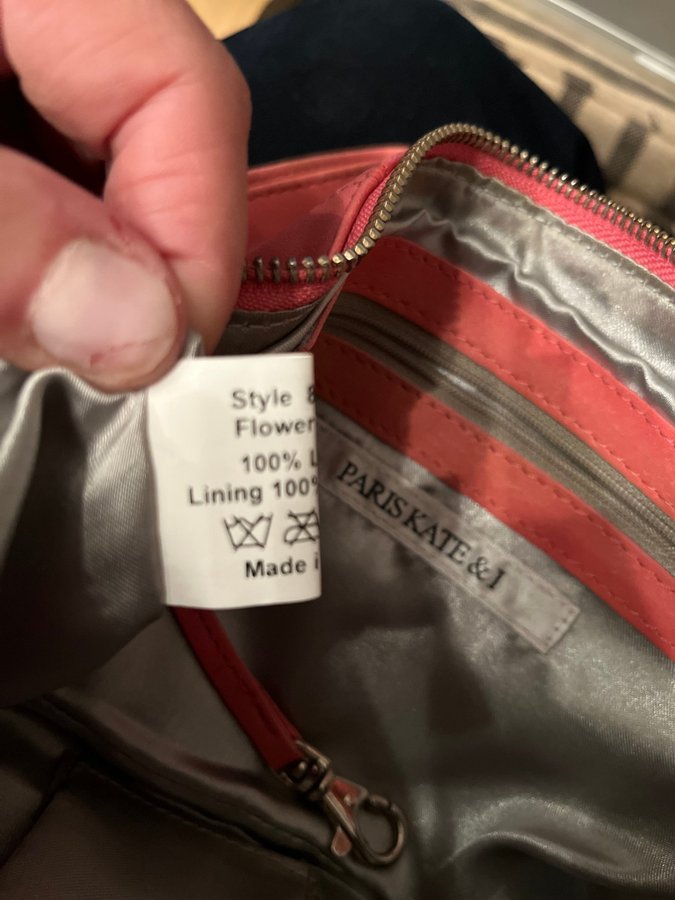 Style
Flower
100%
Lining 100%
Made
PARIS KATE & I